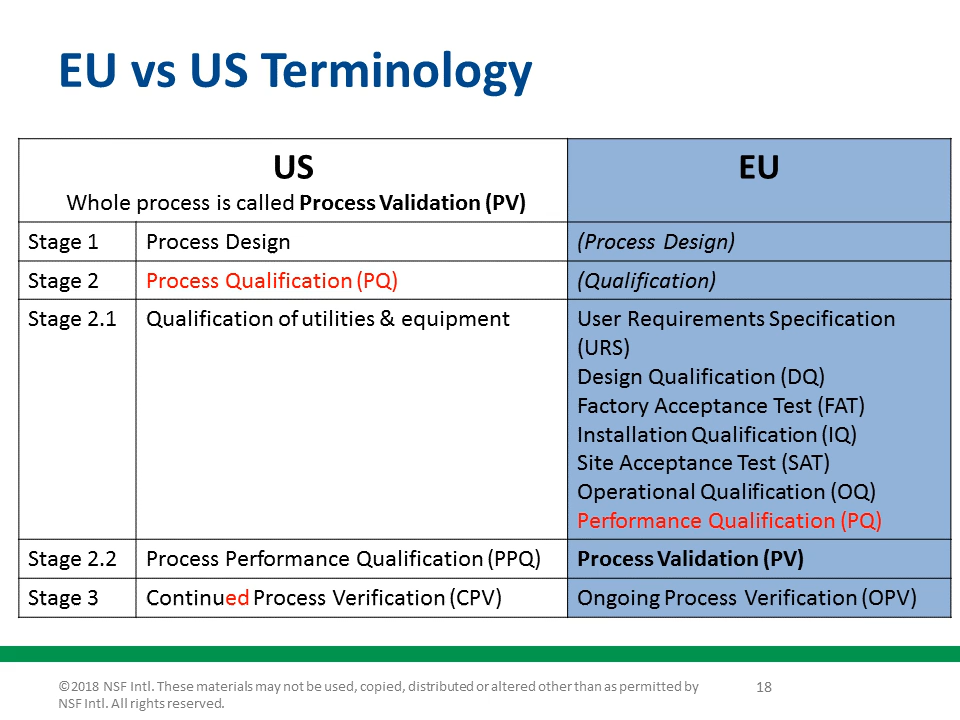 EU vs US Terminology
US
Whole process is called Process Validation (PV)
EU
Stage 1
Process Design
(Process Design)
Stage 2
Process Qualification (PQ)
(Qualification)
Stage 2.1
Qualification of utilities & equipment
User Requirements Specification
(URS)
Design Qualification (DQ)
Factory Acceptance Test (FAT)
Installation Qualification (IQ)
Site Acceptance Test (SAT)
Operational Qualification (OQ)
Performance Qualification (PQ)
Stage 2.2
Process Performance Qualification (PPQ)
Process Validation (PV)
Stage 3
Continued Process Verification (CPV)
Ongoing Process Verification (OPV)
©2018 NSF Intl. These materials may not be used, copied, distributed or altered other than as permitted by
NSF Intl. All rights reserved.
18